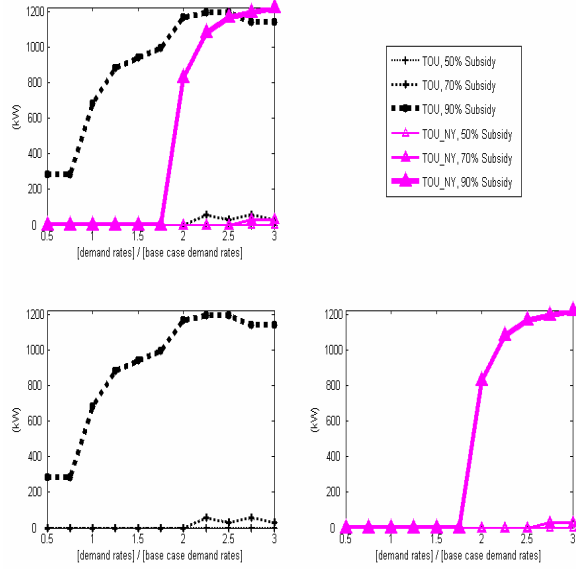 1200
1000
800
600
400
200
0
(kW)
0.5 1 1.5 2 2.5 3
[demand rates] / [base case demand rates]
TOU, 50% Subsidy
TOU, 70% Subsidy
TOU, 90% Subsidy
TOU_NY, 50% Subsidy
TOU_NY, 70% Subsidy
TOU_NY, 90% Subsidy
1200
1000
800
600
400
200
0
(kW)
0.5 1 1.5 2 2.5 3
[demand rates] / [base case demand rates]
1200
1000
800
600
400
200
0
(kW)
0.5 1 1.5 2 2.5 3
[demand rates] / [base case demand rates]